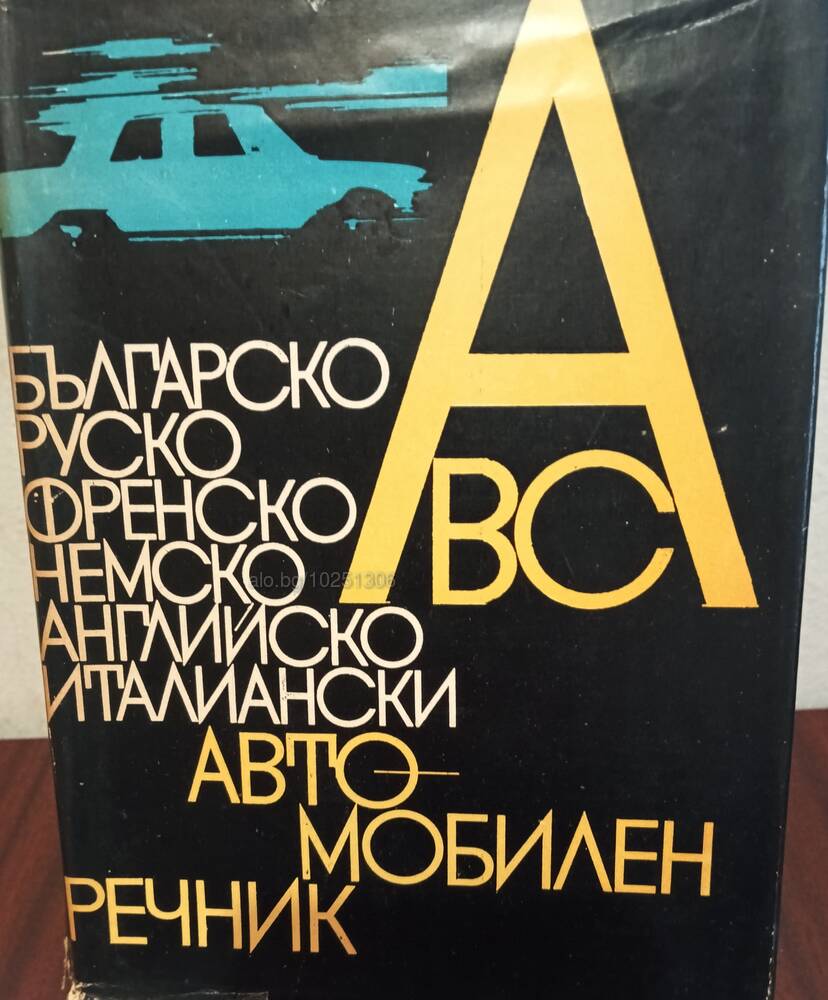 А
ВС
БЪЛГАРСКО
РУСКО
ФРЕНСКО
НЕМСКО
alo.bg/10251306
АНГЛИЙСКО
ИТАЛИАНСКИ
АВТО-
МОБИЛЕН
РЕЧНИК